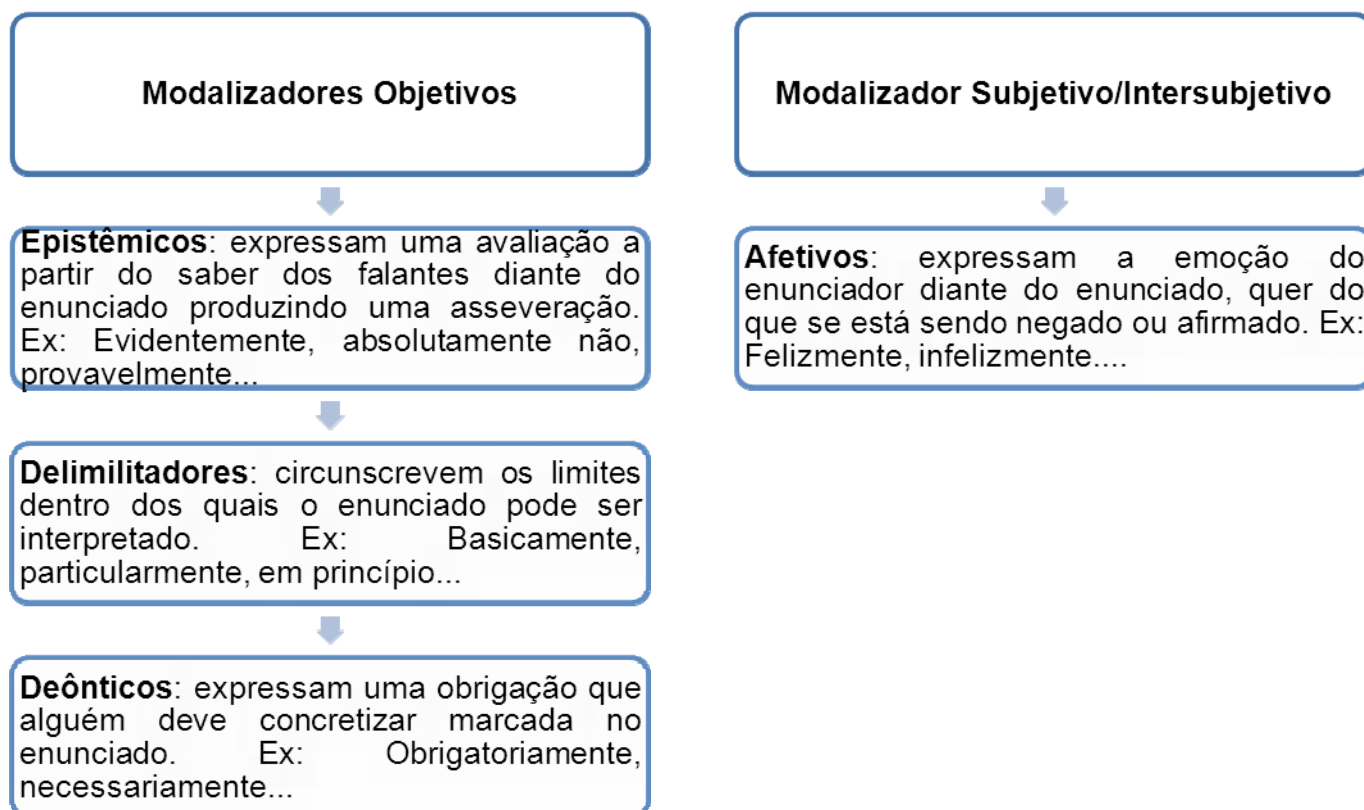 Modalizadores Objetivos
Epistêmicos: expressam uma avaliação a
partir do saber dos falantes diante do
enunciado produzindo uma asseveração.
Ex: Evidentemente, absolutamente não,
provavelmente...
Delimilitadores: circunscrevem os limites
dentro dos quais o enunciado pode ser
interpretado. Ex: Basicamente,
particularmente, em princípio...
Deônticos: expressam uma obrigação que
alguém deve concretizar marcada no
enunciado. Ex: Obrigatoriamente,
necessariamente...
Modalizador Subjetivo/Intersubjetivo
Afetivos: expressam a emoção do
enunciador diante do enunciado, quer do
que se está sendo negado ou afirmado. Ex:
Felizmente, infelizmente....